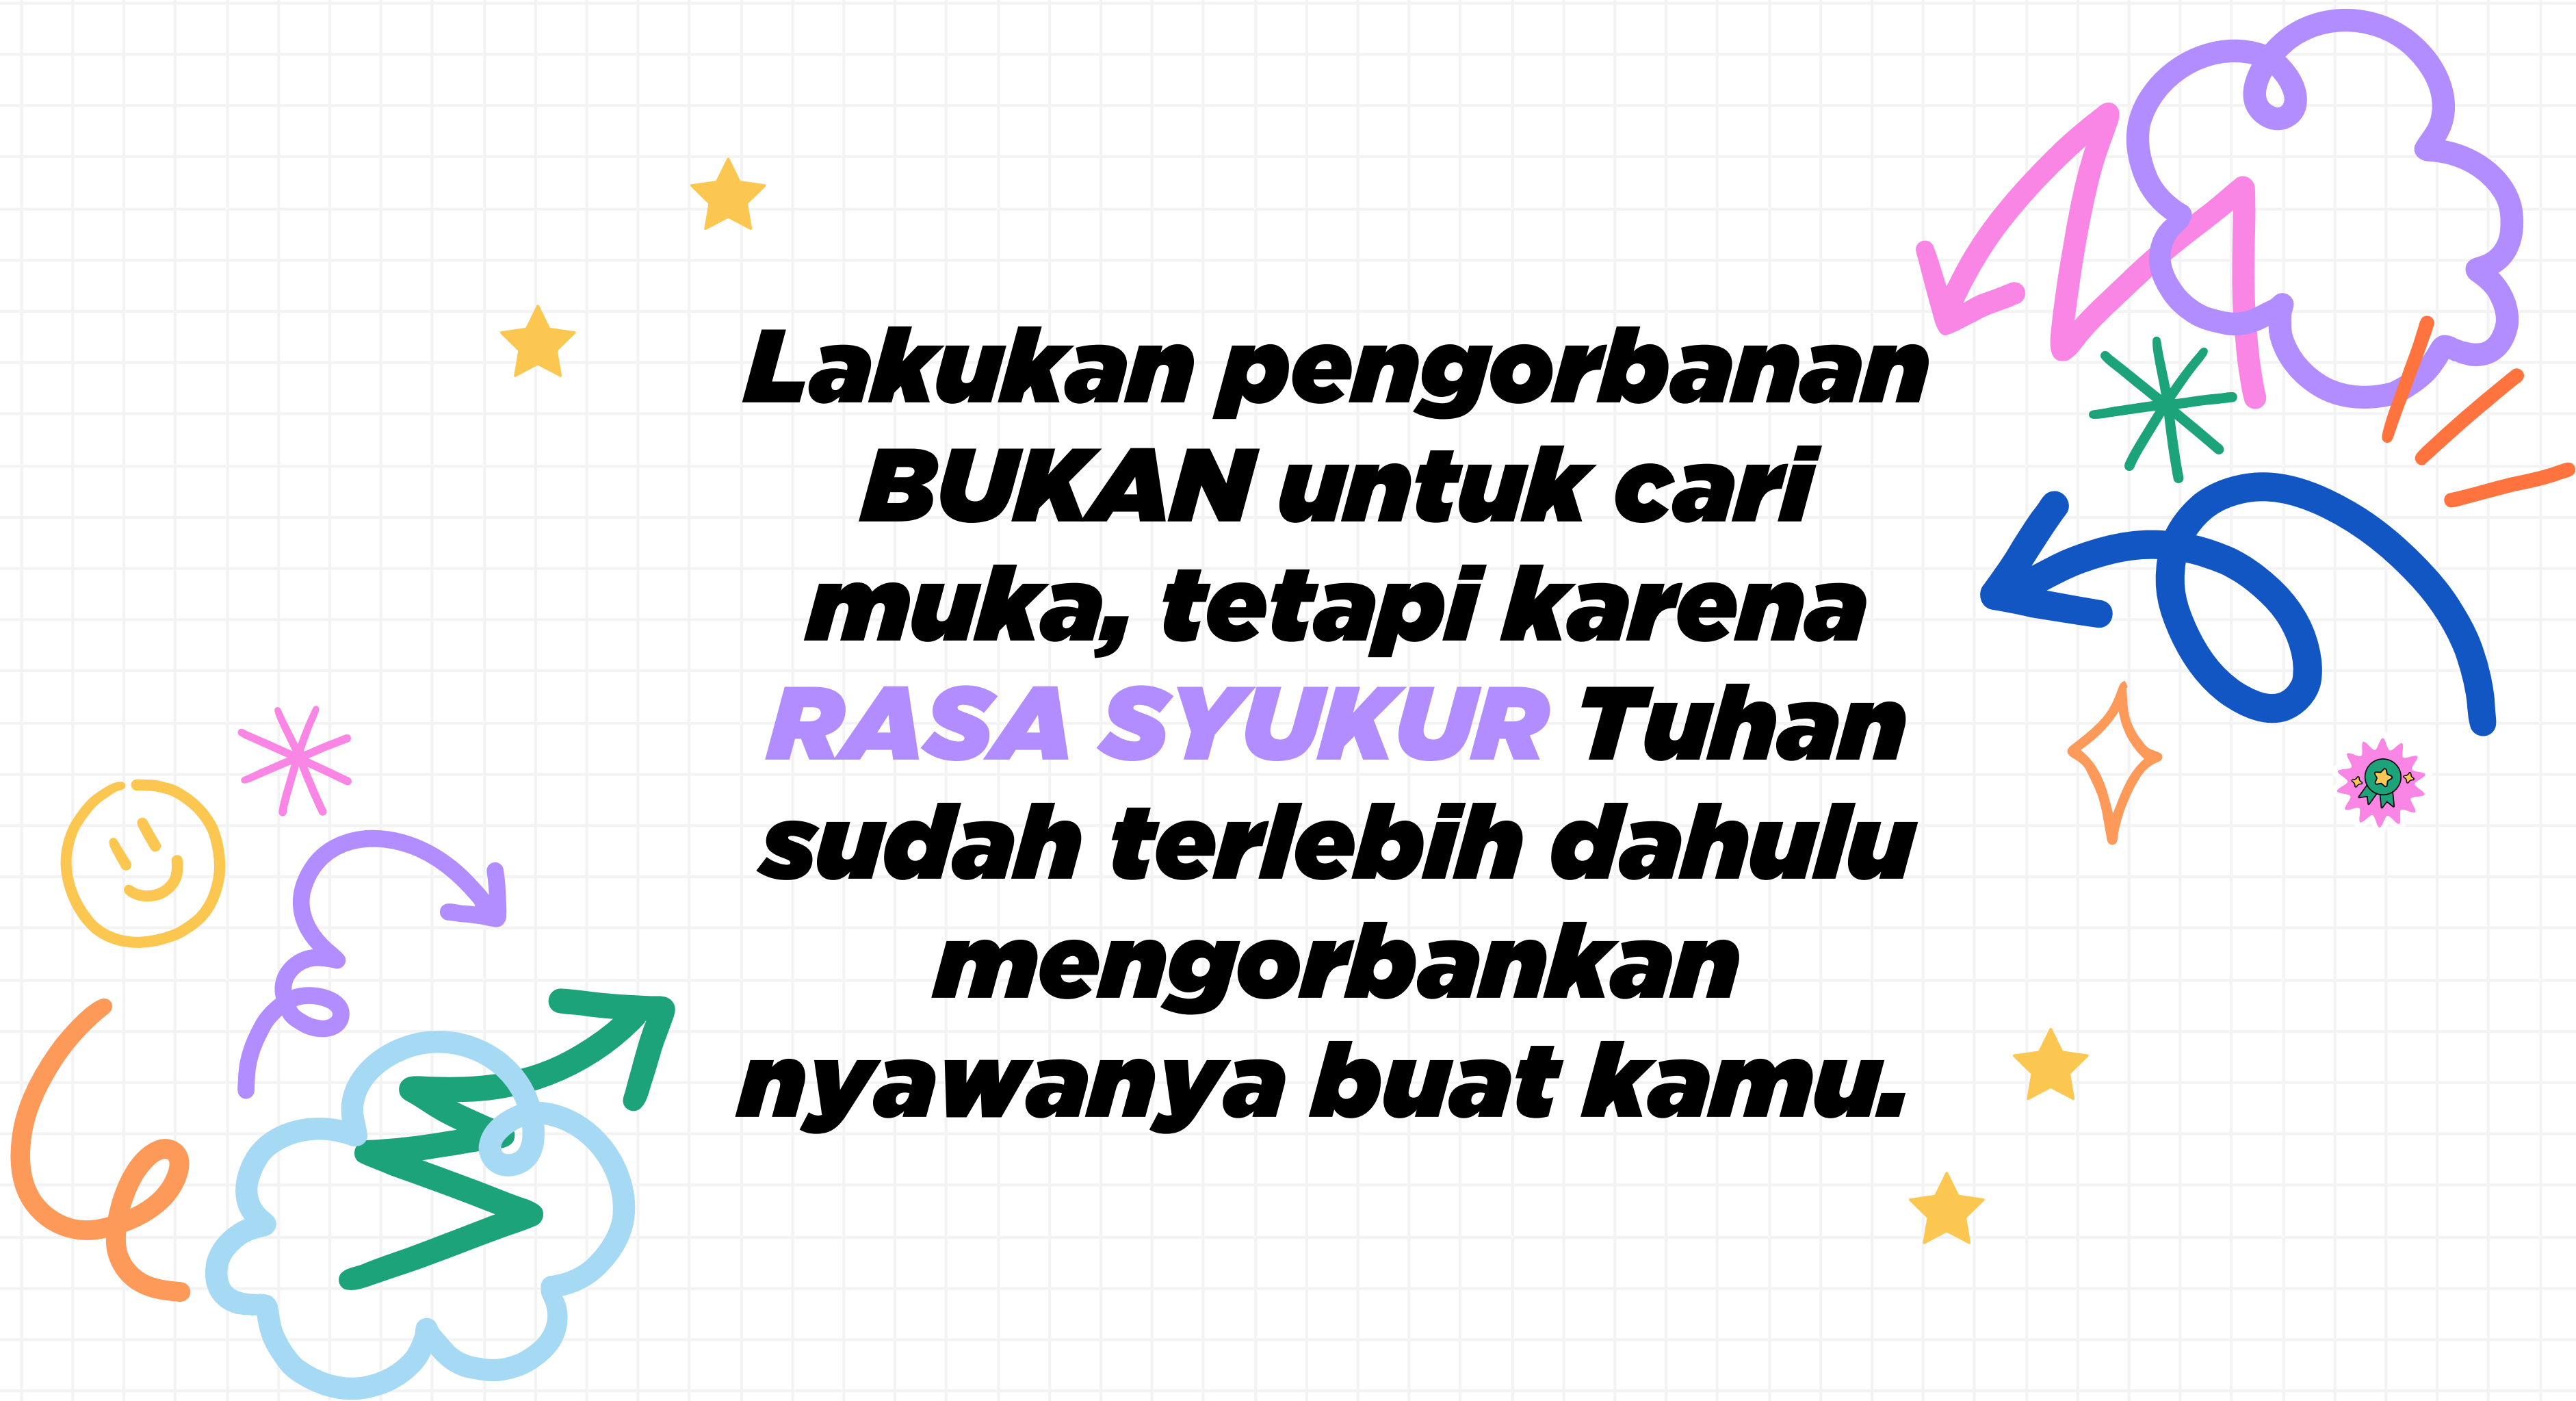 Lakukan pengorbanan
BUKAN untuk cari
muka, tetapi karena
RASA SYUKUR Tuhan
sudah terlebih dahulu
mengorbankan
nyawanya buat kamu.